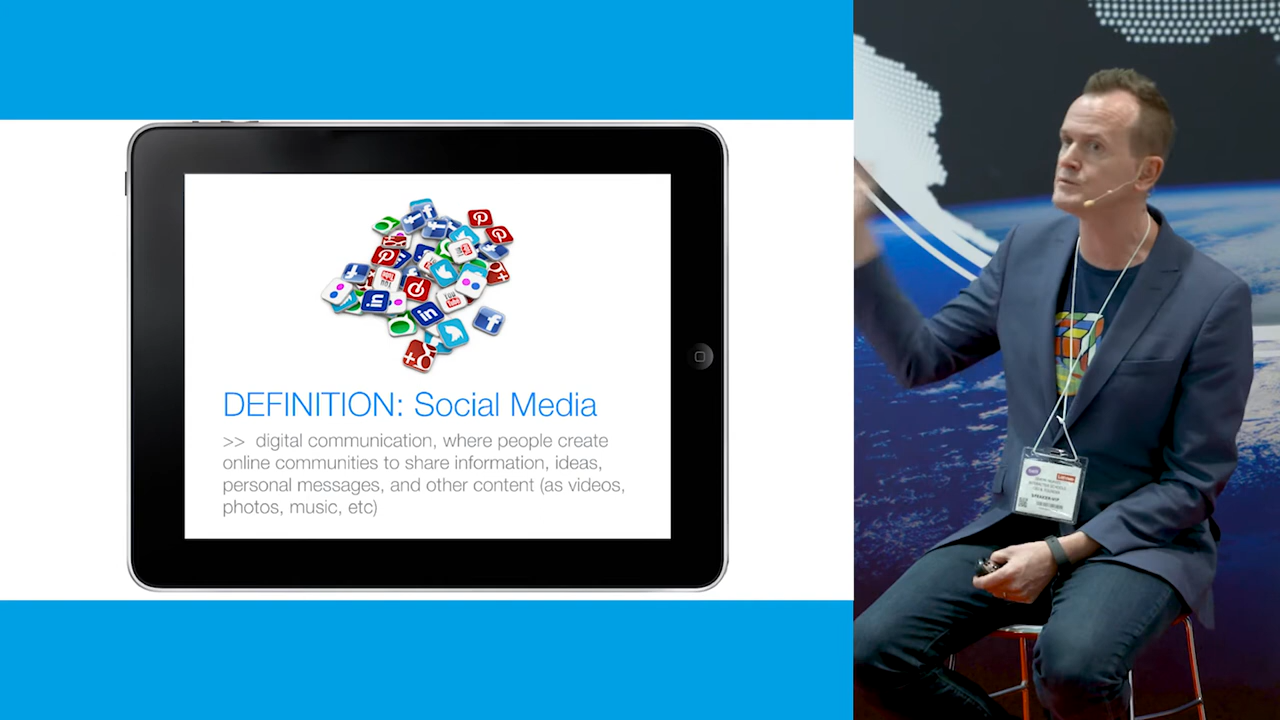 DEFINITION: Social Media
>> digital communication, where people create
online communities to share information, ideas,
personal messages, and other content (as videos,
photos, music, etc)